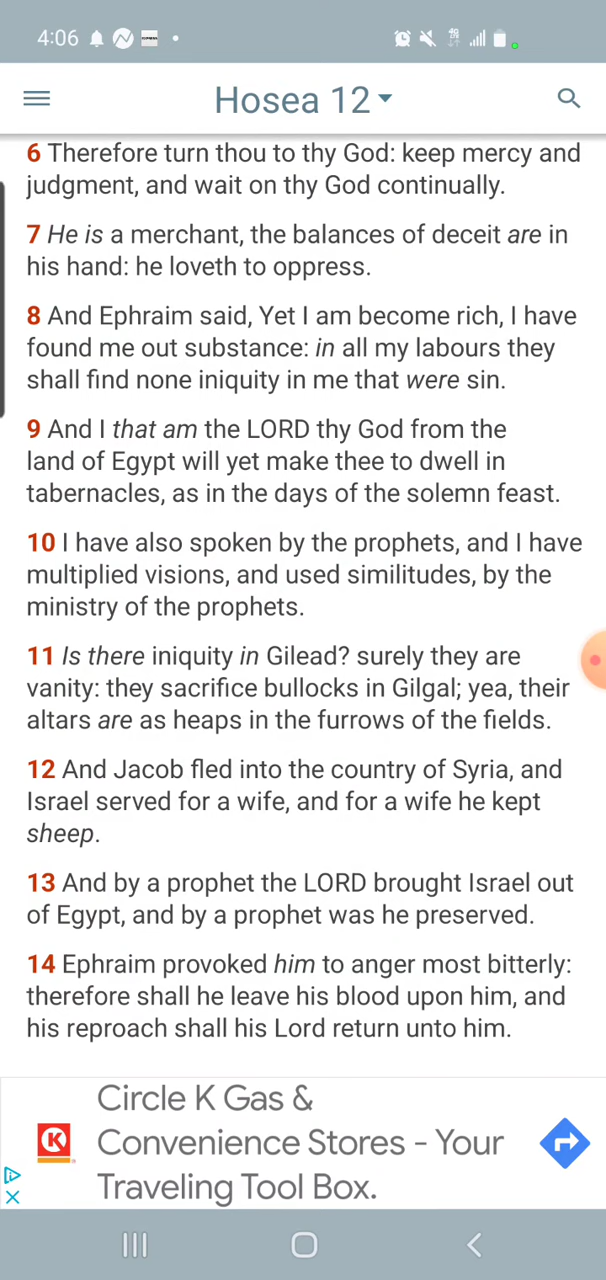 4:06
Hosea 12
6 Therefore turn thou to thy God: keep mercy and
judgment, and wait on thy God continually.
7 He is a merchant, the balances of deceit are in
his hand: he loveth to oppress.
8 And Ephraim said, Yet I am become rich, I have
found me out substance: in all my labours they
shall find none iniquity in me that were sin.
9 And I that am the LORD thy God from the
land of Egypt will yet make thee to dwell in
tabernacles, as in the days of the solemn feast.
10 I have also spoken by the prophets, and I have
multiplied visions, and used similitudes, by the
ministry of the prophets.
11 Is there iniquity in Gilead? surely they are
vanity: they sacrifice bullocks in Gilgal; yea, their
altars are as heaps in the furrows of the fields.
12 And Jacob fled into the country of Syria, and
Israel served for a wife, and for a wife he kept
sheep.
13 And by a prophet the LORD brought Israel out
of Egypt, and by a prophet was he preserved.
14 Ephraim provoked him to anger most bitterly:
therefore shall he leave his blood upon him, and
his reproach shall his Lord return unto him.
Circle K Gas &
Convenience Stores - Your
Traveling Tool Box.